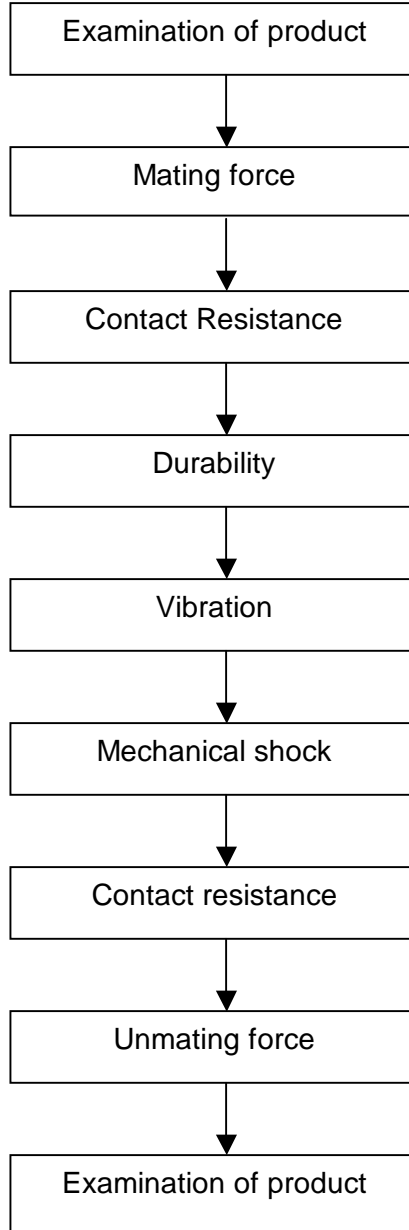 Examination of product
Mating force
Contact Resistance
Durability
Vibration
Mechanical shock
Contact resistance
Unmating force
Examination of product